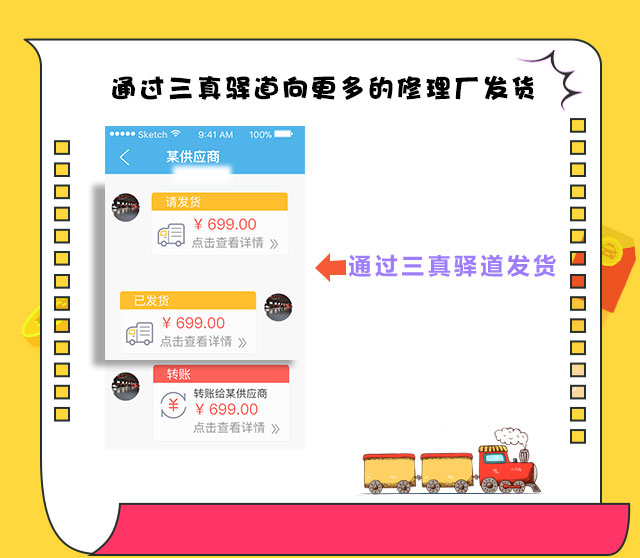 通过三真驿道向更多的修理厂发货
Sketch 9:41 AM 100%
某供应商
请发货
¥ 699.00
点击查看详情
通过三真驿道发货
已发货
¥ 699.00
点击查看详情
转账
转账给某供应商
¥
¥ 699.00
点击查看详情